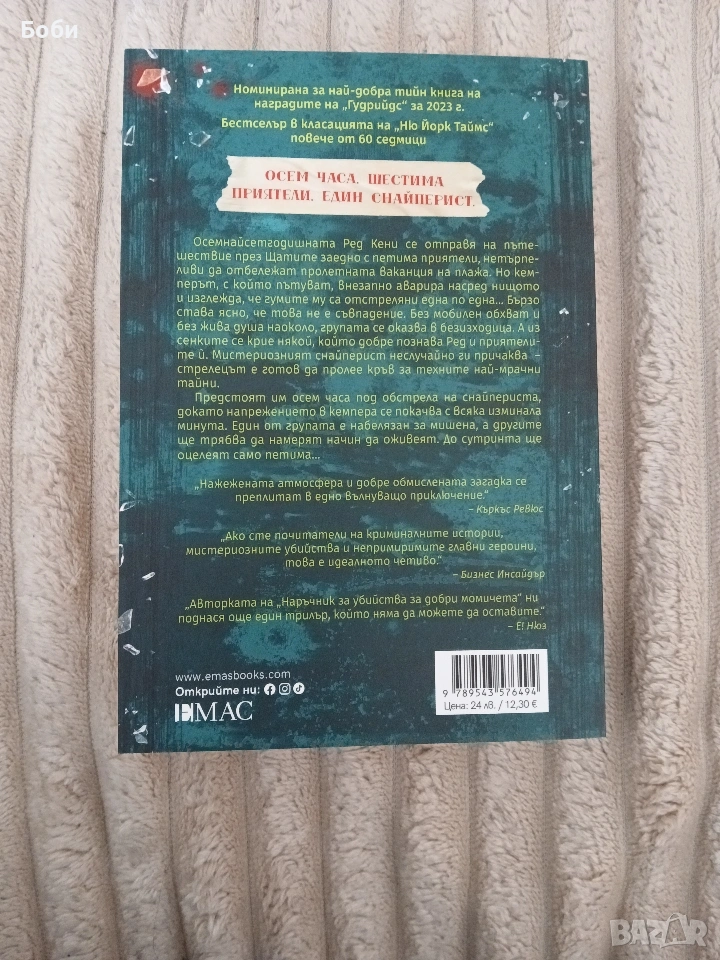 Боби
Номинирана за най-добра тийн книга на
наградите на „Гудрийдс“ за 2023 г.
Бестселър в класацията на „Ню Йорк Таймс“
повече от 60 седмици
ОСЕМ ЧАСА. ШЕСТИМА
ПРИЯТЕЛИ. ЕДИН СНАЙПЕРИСТ.
Осемнайсетгодишната Ред Кени се отправя на пъте-
шествие през Щатите заедно с петима приятели, нетърпе-
ливи да отбележат пролетната ваканция на плажа. Но кем-
перът, с който пътуват, внезапно аварира насред нищото
и изглежда, че гумите му са отстреляни една по една... Бързо
става ясно, че това не е съвпадение. Без мобилен обхват и
без жива душа наоколо, групата се оказва в безизходица. А из
сенките се крие някой, който добре познава Ред и приятели-
те ѝ. Мистериозният снайперист неслучайно ги причаква –
стрелецът е готов да пролее кръв за техните най-мрачни
тайни.
Предстоят им осем часа под обстрела на снайпериста,
докато напрежението в кемпера се покачва с всяка изминала
минута. Един от групата е набелязан за мишена, а другите
ще трябва да намерят начин да оживеят. До сутринта ще
оцелеят само петима...
„Нажежената атмосфера и добре обмислената загадка се
преплитат в едно вълнуващо приключение.“
– Къркъс Ревюс
„Ако сте почитатели на криминалните истории,
мистериозните убийства и непримиримите главни героини,
това е идеалното четиво.“
– Бизнес Инсайдър
„Авторката на „Наръчник за убийства за добри момичета“ ни
поднася още един трилър, който няма да можете да оставите.“
– E! Нюз
www.emasbooks.com
Открийте ни:
ЕМАС
9 789543 576494
Цена: 24 лв. / 12,30 €
BAZAR